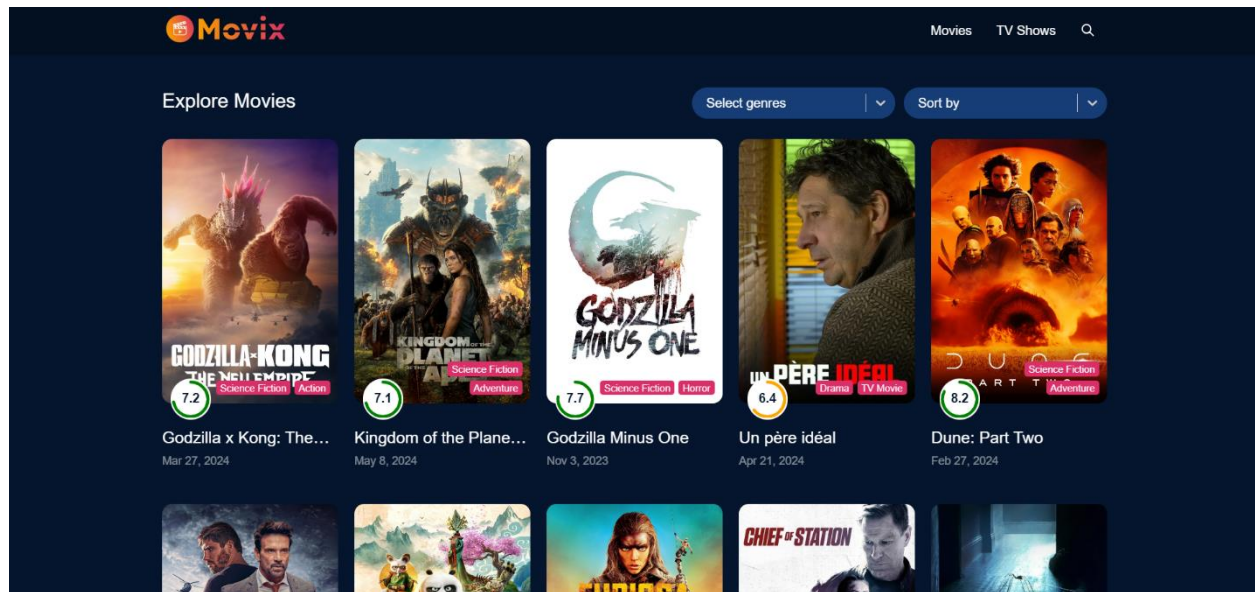 Movix
Movies TV Shows
Explore Movies
Select genres
Sort by
GODZILLA x KONG
THE NEW EMPIRE
Science Fiction Action
7.2
Godzilla x Kong: The…
Mar 27, 2024
KINGDOM OF THE
PLANET
OF THE
APES
Science Fiction
Adventure
7.1
Kingdom of the Plane…
May 8, 2024
GODZILLA
MINUS ONE
Science Fiction Horror
7.7
Godzilla Minus One
Nov 3, 2023
UN PÈRE IDÉAL
Drama TV Movie
6.4
Un père idéal
Apr 21, 2024
DUNE
PART TWO
Science Fiction
Adventure
8.2
Dune: Part Two
Feb 27, 2024
FURIOSA
CHIEF OF STATION